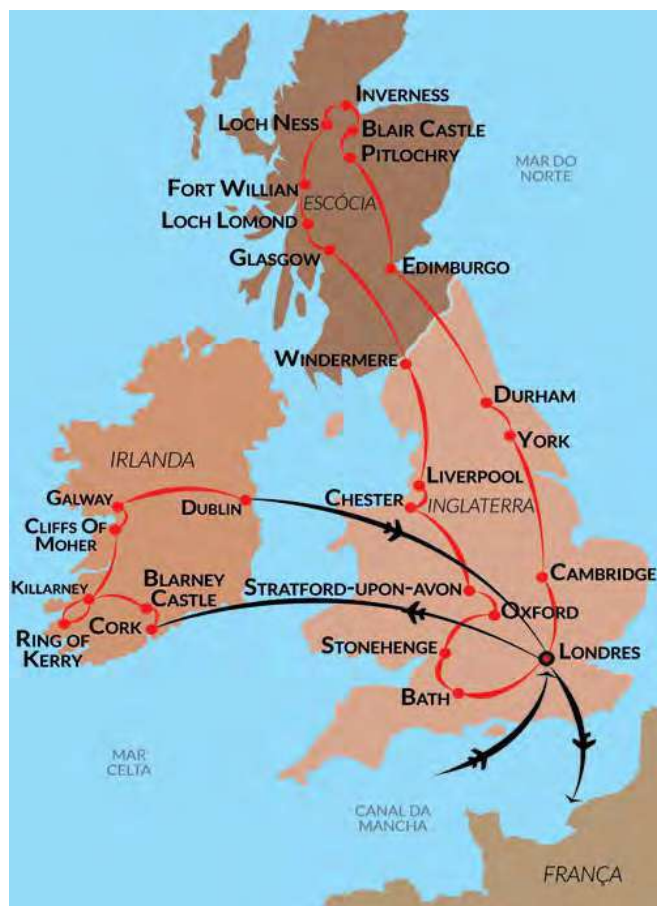 INVERNESS
LOCH NESS
BLAIR CASTLE
PITLOCHRY
MAR DO
NORTE
FORT WILLIAN
ESCÓCIA
LOCH LOMOND
GLASGOW
EDIMBURGO
WINDERMERE
DURHAM
YORK
IRLANDA
LIVERPOOL
GALWAY
DUBLIN
CHESTER
INGLATERRA
CLIFFS OF
MOHER
KILLARNEY
BLARNEY
CASTLE
STRATFORD-UPON-AVON
CAMBRIDGE
OXFORD
RING OF
KERRY
CORK
STONEHENGE
LONDRES
BATH
MAR
CELTA
CANAL DA
MANCHA
FRANÇA